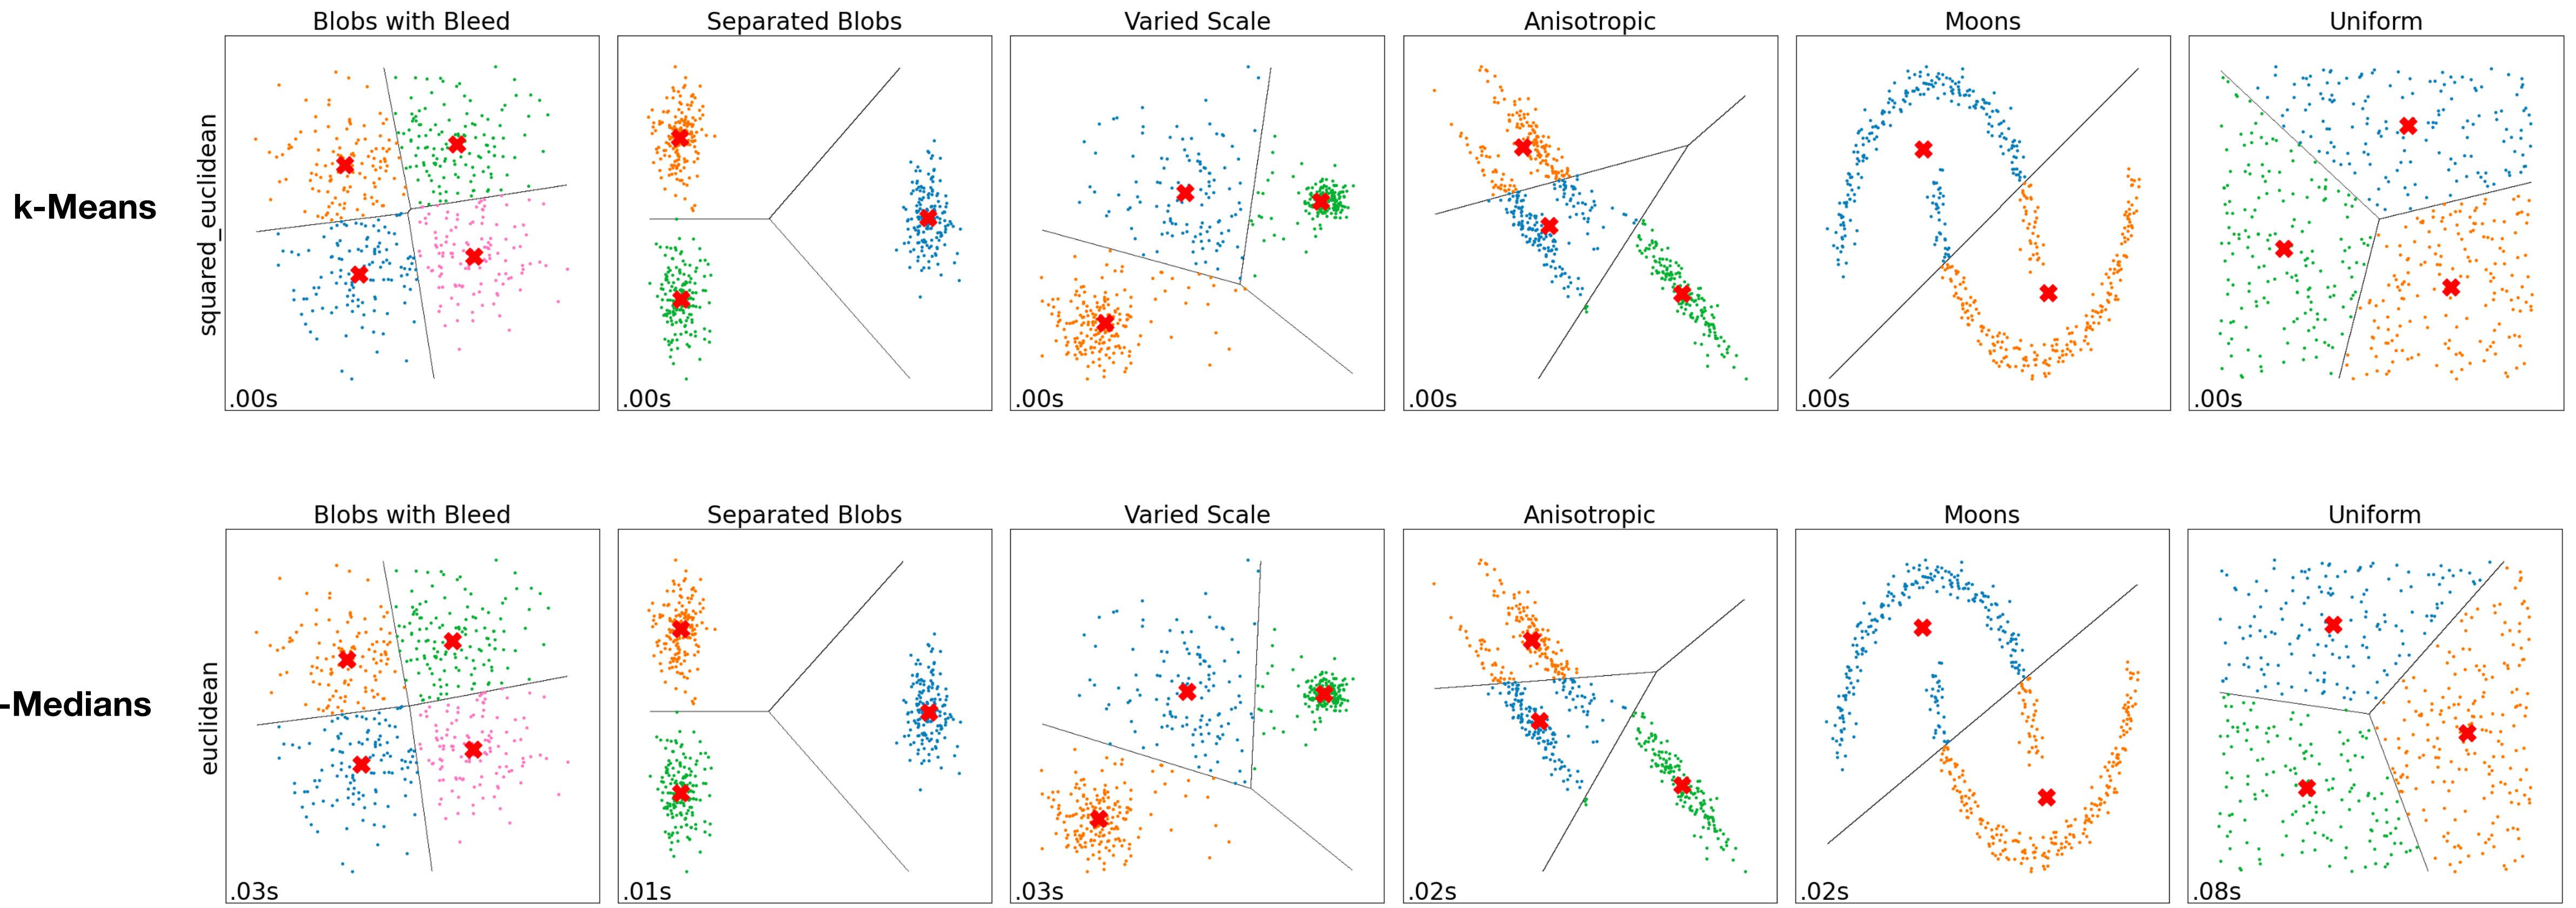 Blobs with Bleed
Separated Blobs
Varied Scale
Anisotropic
Moons
Uniform
k-Means
squared_euclidean
.00s
.00s
.00s
.00s
.00s
.00s
Blobs with Bleed
Separated Blobs
Varied Scale
Anisotropic
Moons
Uniform
-Medians
euclidean
.03s
.01s
.03s
.02s
.02s
.08s